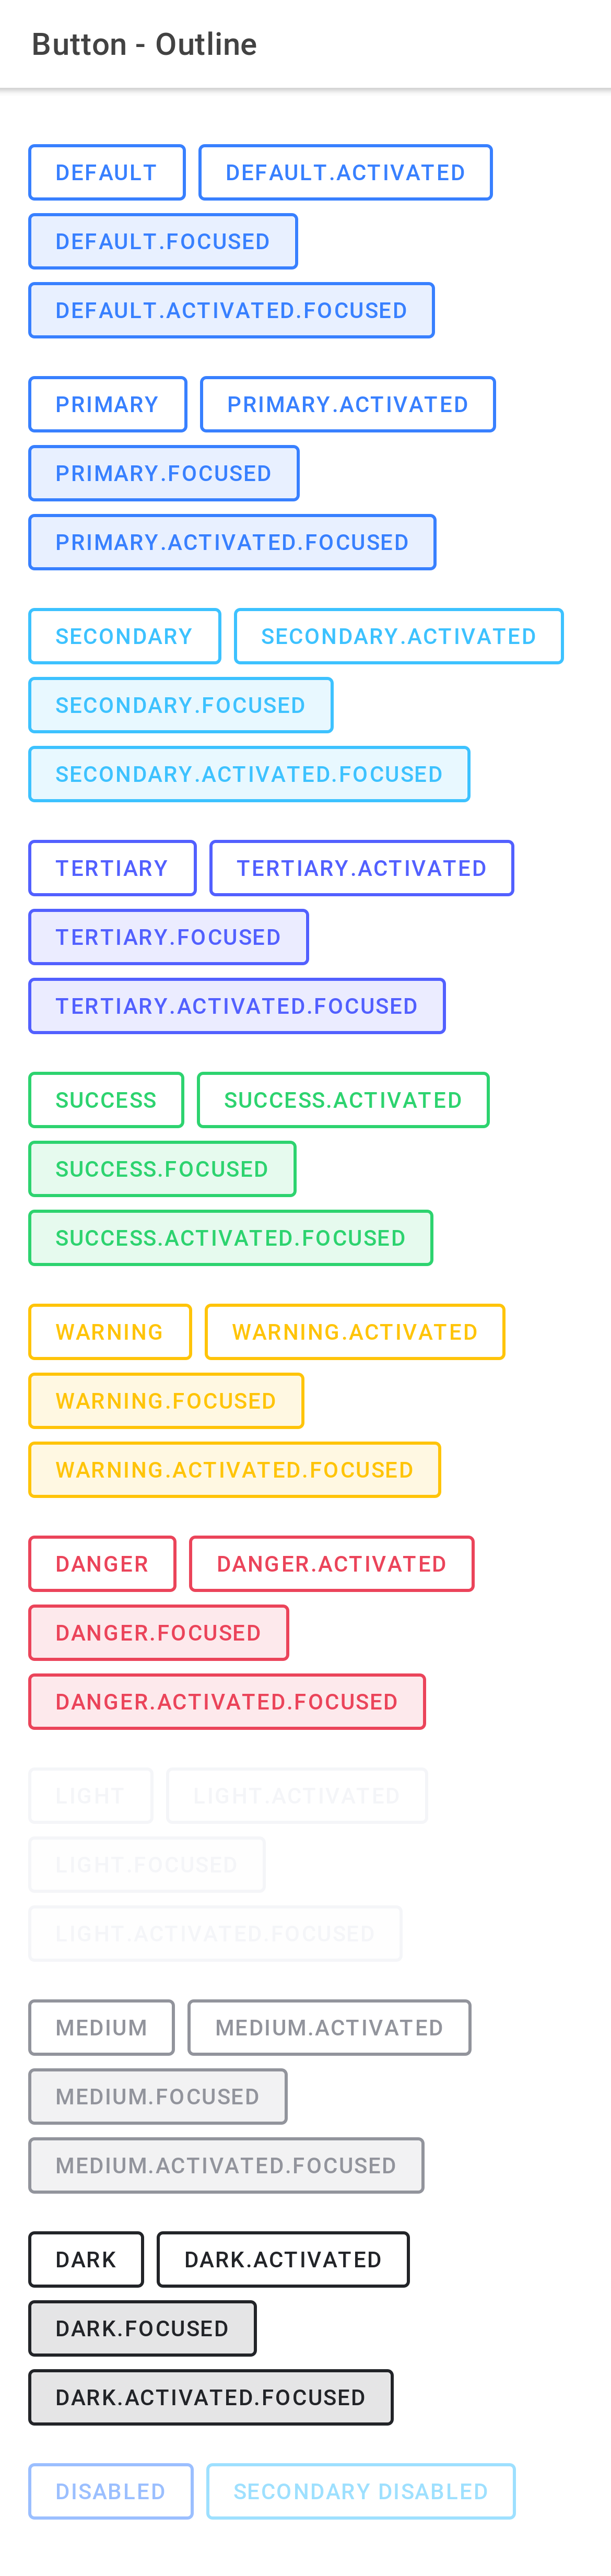 Button - Outline
DEFAULT DEFAULT.ACTIVATED
DEFAULT.FOCUSED
DEFAULT.ACTIVATED.FOCUSED
PRIMARY PRIMARY.ACTIVATED
PRIMARY.FOCUSED
PRIMARY.ACTIVATED.FOCUSED
SECONDARY SECONDARY.ACTIVATED
SECONDARY.FOCUSED
SECONDARY.ACTIVATED.FOCUSED
TERTIARY TERTIARY.ACTIVATED
TERTIARY.FOCUSED
TERTIARY.ACTIVATED.FOCUSED
SUCCESS SUCCESS.ACTIVATED
SUCCESS.FOCUSED
SUCCESS.ACTIVATED.FOCUSED
WARNING WARNING.ACTIVATED
WARNING.FOCUSED
WARNING.ACTIVATED.FOCUSED
DANGER DANGER.ACTIVATED
DANGER.FOCUSED
DANGER.ACTIVATED.FOCUSED
LIGHT LIGHT.ACTIVATED
LIGHT.FOCUSED
LIGHT.ACTIVATED.FOCUSED
MEDIUM MEDIUM.ACTIVATED
MEDIUM.FOCUSED
MEDIUM.ACTIVATED.FOCUSED
DARK DARK.ACTIVATED
DARK.FOCUSED
DARK.ACTIVATED.FOCUSED
DISABLED SECONDARY DISABLED